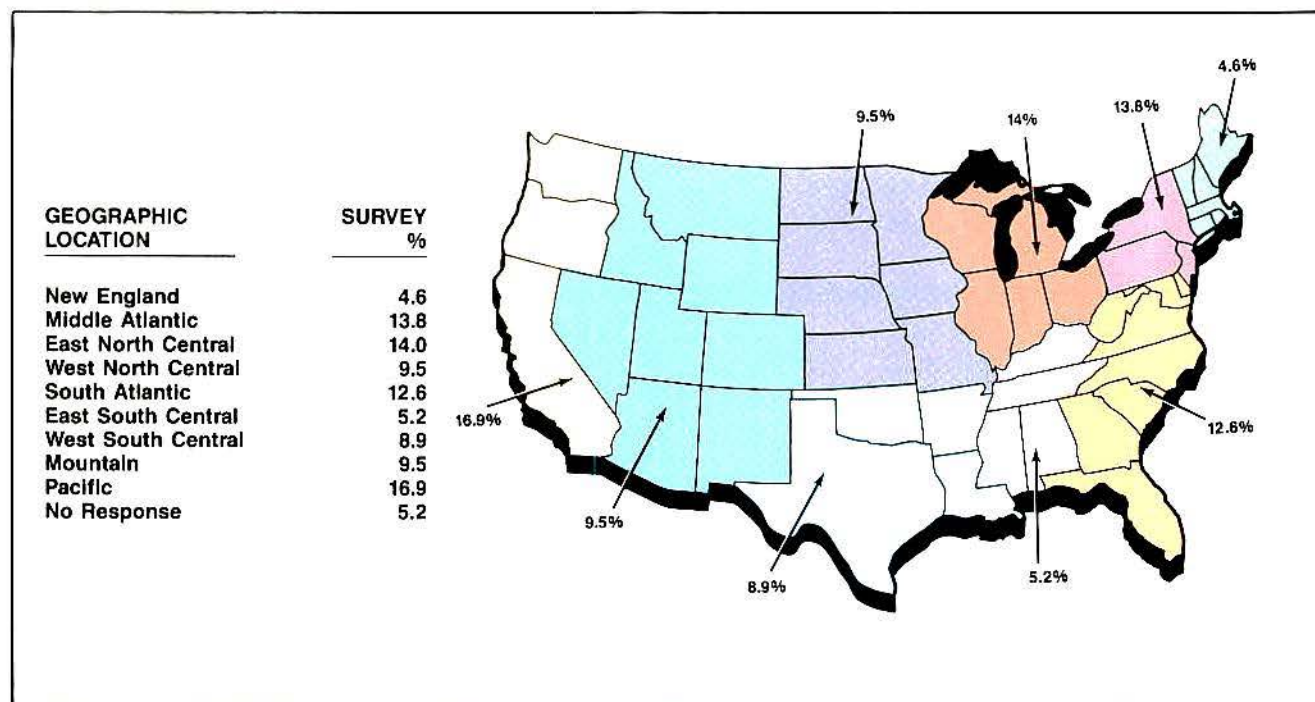 GEOGRAPHIC LOCATION SURVEY %
New England 4.6
Middle Atlantic 13.8
East North Central 14.0
West North Central 9.5
South Atlantic 12.6
East South Central 5.2
West South Central 8.9
Mountain 9.5
Pacific 16.9
No Response 5.2
4.6%
13.8%
9.5%
14%
16.9%
12.6%
9.5%
8.9%
5.2%